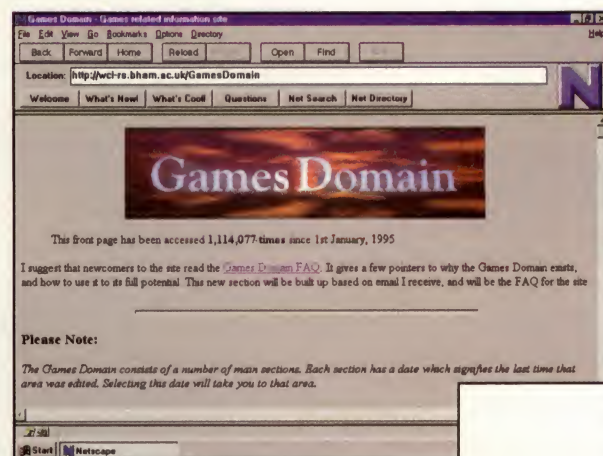 Games Domain - Games related information site
File Edit View Go Bookmarks Options Directory Help
Back Forward Home Reload Open Find
Location: http://wcl-rs.bham.ac.uk/GamesDomain
Welcome What's New! What's Cool! Questions Net Search Net Directory
N
Games Domain
This front page has been accessed 1,114,077 times since 1st January, 1995
I suggest that newcomers to the site read the Games Domain FAQ. It gives a few pointers to why the Games Domain exists,
and how to use it to its full potential. This new section will be built up based on email I receive, and will be the FAQ for the site
Please Note:
The Games Domain consists of a number of main sections. Each section has a date which signifies the last time that
area was edited. Selecting this date will take you to that area.
Start Netscape